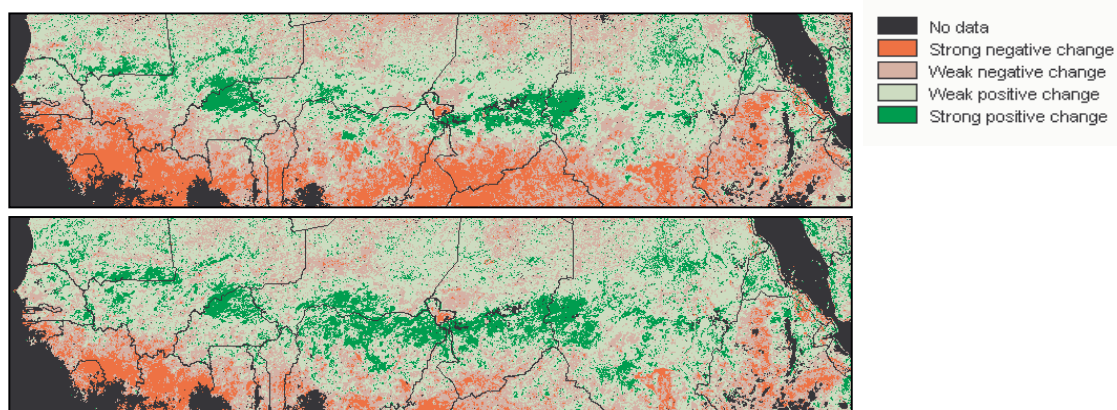 No data
Strong negative change
Weak negative change
Weak positive change
Strong positive change